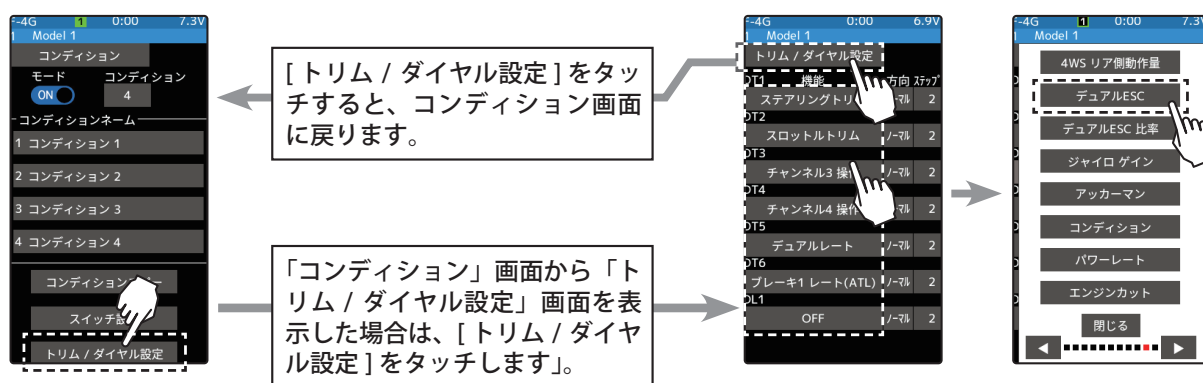 F-4G 1 0:00 7.3V
1 Model 1
コンディション
モード コンディション
ON 4
コンディションネーム
1 コンディション 1
2 コンディション 2
3 コンディション 3
4 コンディション 4
スイッチ
トリム / ダイヤル設定
[ トリム / ダイヤル設定 ] をタッ
チすると、コンディション画面
に戻ります。
「コンディション」画面から「ト
リム / ダイヤル設定」画面を表
示した場合は、[ トリム / ダイヤ
ル設定 ] をタッチします」。
F-4G 0:00 6.9V
1 Model 1
トリム / ダイヤル設定
DT1 機能 方向 ステップ
ステアリングトリ ノーマル 2
DT2
スロットルトリム ノーマル 2
DT3
チャンネル3 操 ノーマル 2
DT4
チャンネル4 操作 ノーマル 2
DT5
デュアルレート ノーマル 2
DT6
ブレーキ1 レート(ATL) ノーマル 2
DL1
OFF ノーマル 2
F-4G 1 0:00 7.3V
1 Model 1
4WS リア側動作量
デュアルESC
デュアルESC 比率
ジャイロ ゲイン
アッカーマン
コンディション
パワーレート
エンジンカット
閉じる